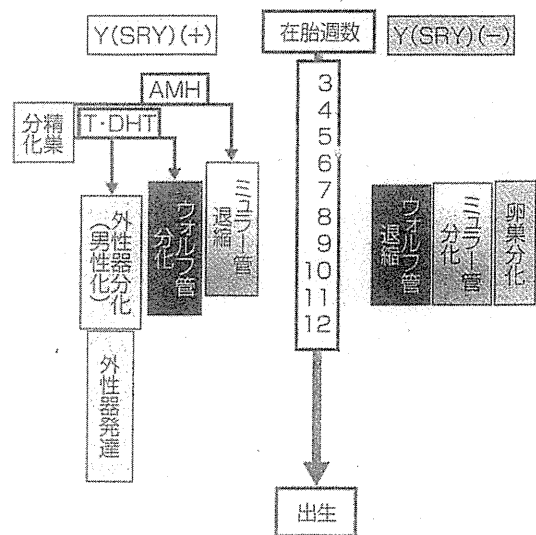 Y(SRY)(+)
在胎週数
Y(SRY)(−)
AMH
T・DHT
精巣
分化
外性器分化
(男性化)
ウォルフ管
分化
ミュラー管
退縮
外性器発達
3
4
5
6
7
8
9
10
11
12
ウォルフ管
退縮
ミュラー管
分化
卵巣分化
出生